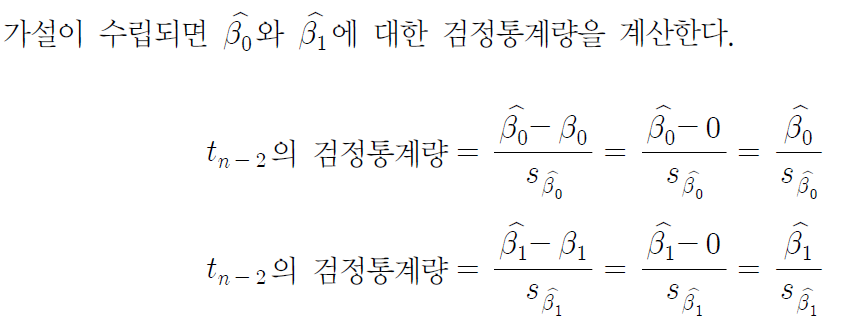 가설이 수립되면 $\widehat{\beta_0}$와 $\widehat{\beta_1}$에 대한 검정통계량을 계산한다.
$t_{n-2}$의 검정통계량 $= \frac{\widehat{\beta_0} - \beta_0}{s_{\widehat{\beta_0}}} = \frac{\widehat{\beta_0} - 0}{s_{\widehat{\beta_0}}} = \frac{\widehat{\beta_0}}{s_{\widehat{\beta_0}}}$
$t_{n-2}$의 검정통계량 $= \frac{\widehat{\beta_1} - \beta_1}{s_{\widehat{\beta_1}}} = \frac{\widehat{\beta_1} - 0}{s_{\widehat{\beta_1}}} = \frac{\widehat{\beta_1}}{s_{\widehat{\beta_1}}}$